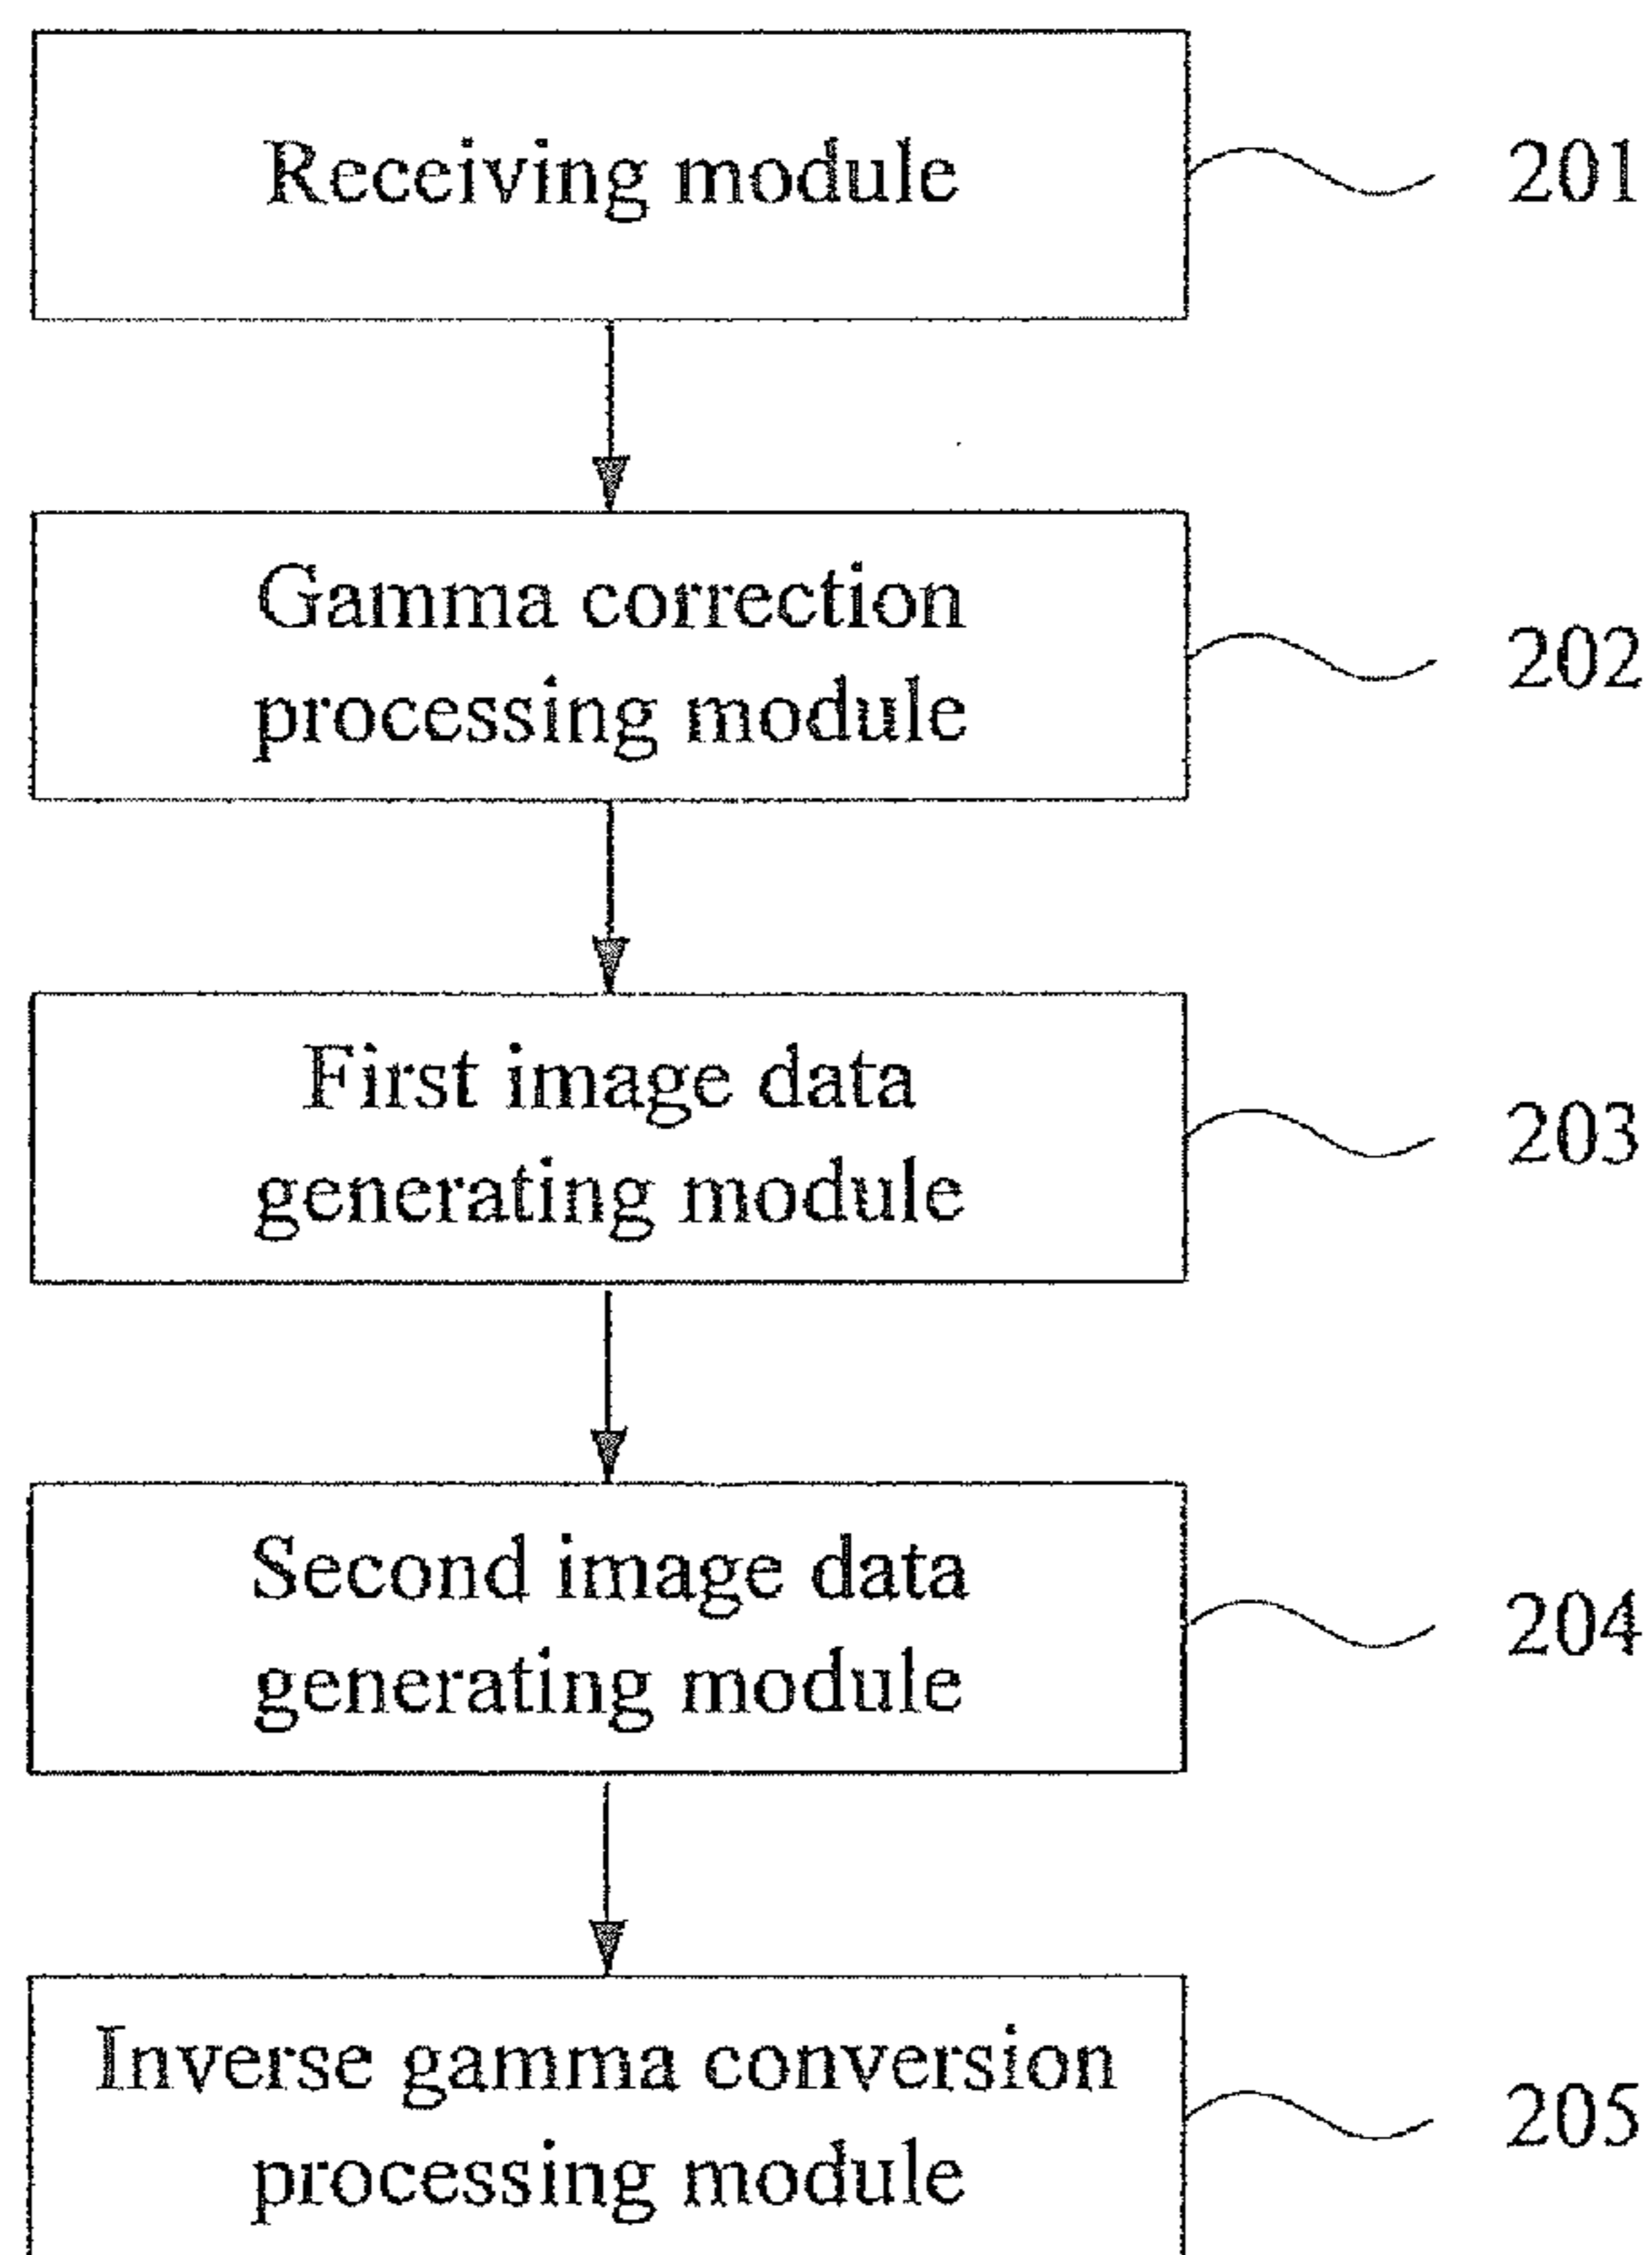 Receiving module
201
Gamma correction
processing module
202
First image data
generating module
203
Second image data
generating module
204
Inverse gamma conversion
processing module
205